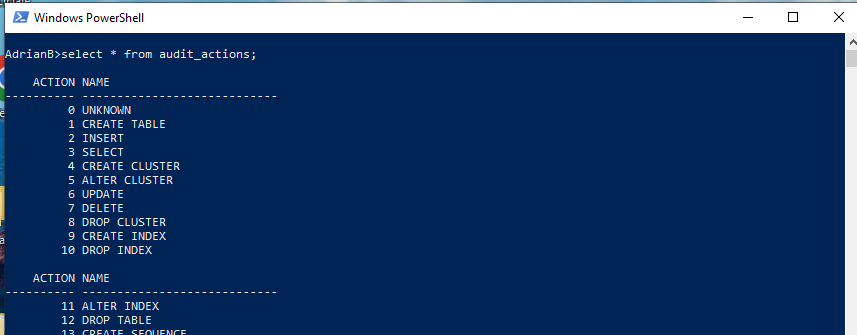 Windows PowerShell
AdrianB>select * from audit_actions;
ACTION NAME
---------- ----------------------------
0 UNKNOWN
1 CREATE TABLE
2 INSERT
3 SELECT
4 CREATE CLUSTER
5 ALTER CLUSTER
6 UPDATE
7 DELETE
8 DROP CLUSTER
9 CREATE INDEX
10 DROP INDEX
ACTION NAME
---------- ----------------------------
11 ALTER INDEX
12 DROP TABLE
13 CREATE SEQUENCE